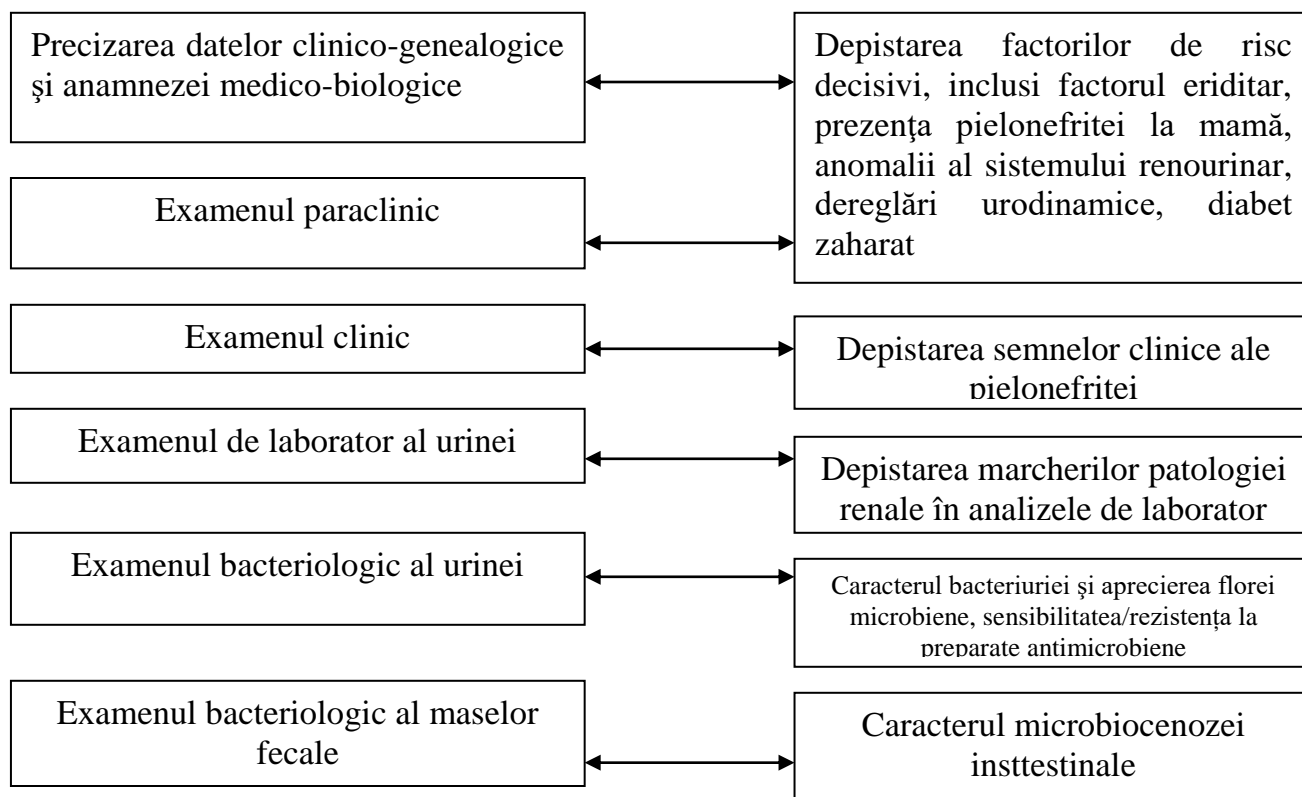 Precizarea datelor clinico-genealogice
şi anamnezei medico-biologice
Depistarea factorilor de risc
decisivi, inclusi factorul eriditar,
prezenţa pielonefritei la mamă,
anomalii al sistemului renourinar,
dereglări urodinamice, diabet
zaharat
Examenul paraclinic
Examenul clinic
Depistarea semnelor clinice ale
pielonefritei
Examenul de laborator al urinei
Depistarea marcherilor patologiei
renale în analizele de laborator
Examenul bacteriologic al urinei
Caracterul bacteriuriei şi aprecierea florei
microbiene, sensibilitatea/rezistența la
preparate antimicrobiene
Examenul bacteriologic al maselor
fecale
Caracterul microbiocenozei
insttestinale